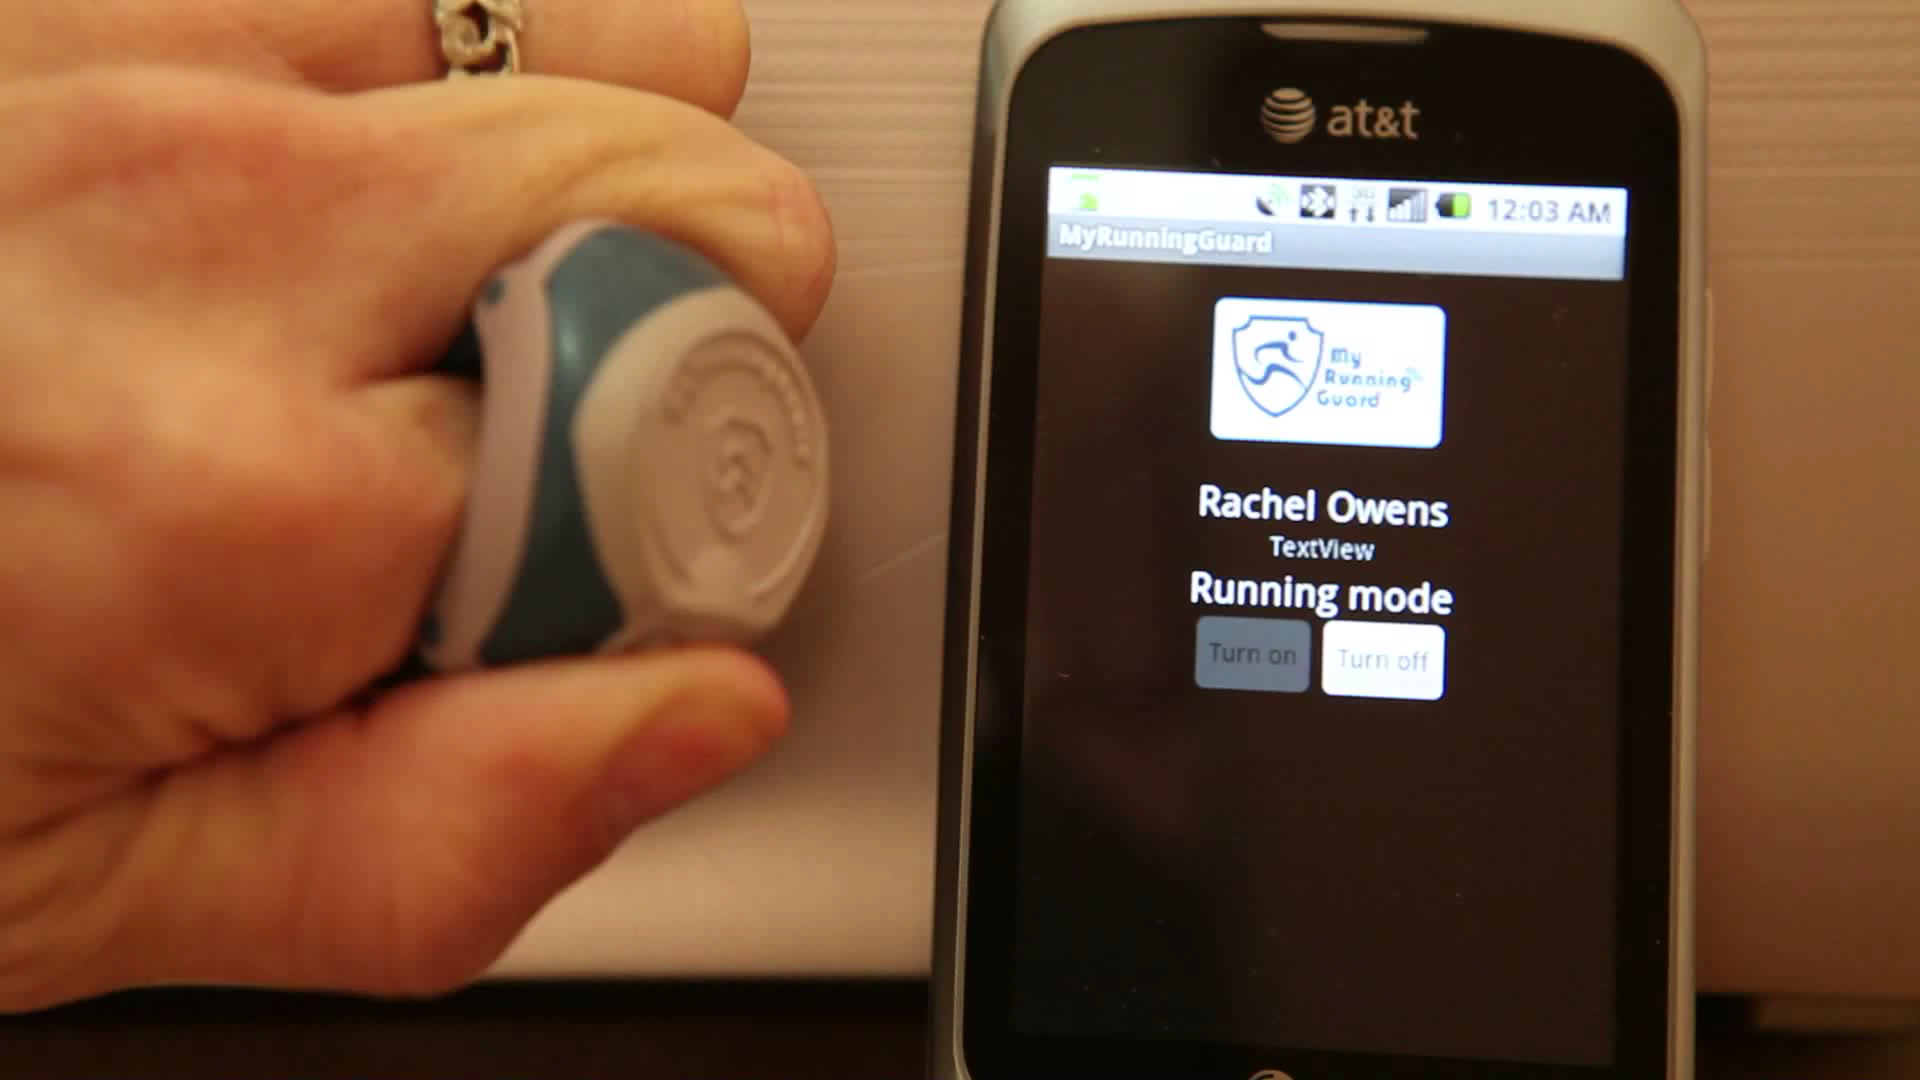 at&t
12:03 AM
MyRunningGuard
My
Running
Guard
Rachel Owens
TextView
Running mode
Turn on
Turn off